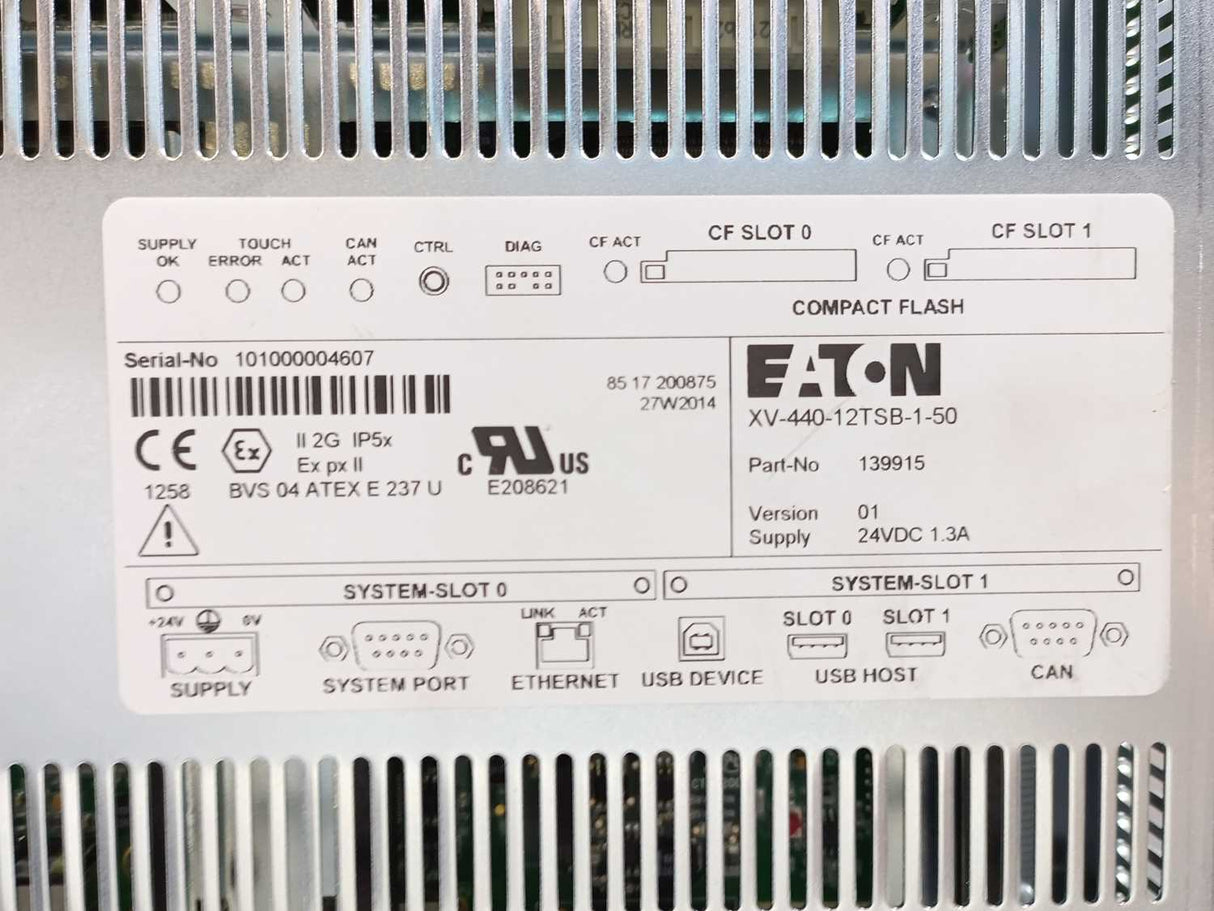 SUPPLY OK
TOUCH
ERROR ACT
CAN ACT
CTRL
DIAG
CF ACT
CF SLOT 0
CF ACT
CF SLOT 1
COMPACT FLASH
Serial-No 101000004607
85 17 200875
27W2014
CE
1258
Ex
II 2G IP5x
Ex px II
BVS 04 ATEX E 237 U
c RU US
E208621
EATON
XV-440-12TSB-1-50
Part-No 139915
Version 01
Supply 24VDC 1.3A
SYSTEM-SLOT 0
SYSTEM-SLOT 1
+24V 0V
SUPPLY
SYSTEM PORT
LINK ACT
ETHERNET
USB DEVICE
SLOT 0 SLOT 1
USB HOST
CAN